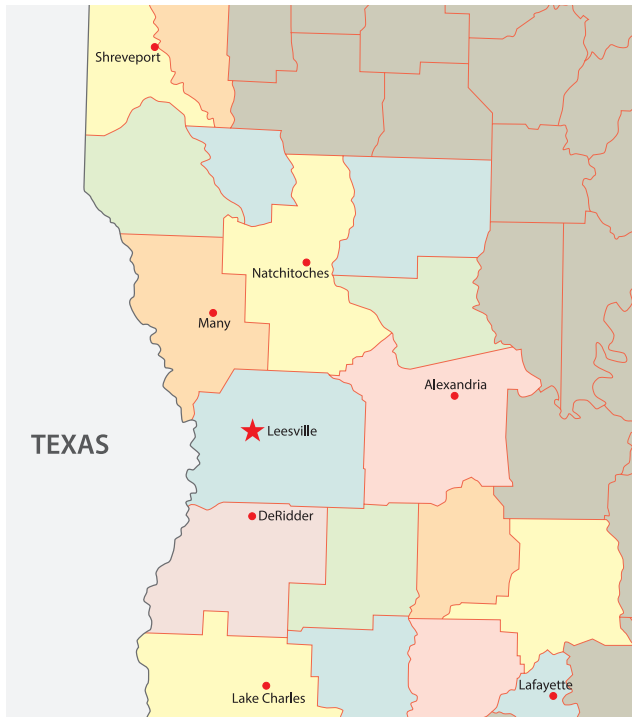 Shreveport
Natchitoches
Many
Alexandria
Leesville
TEXAS
DeRidder
Lake Charles
Lafayette